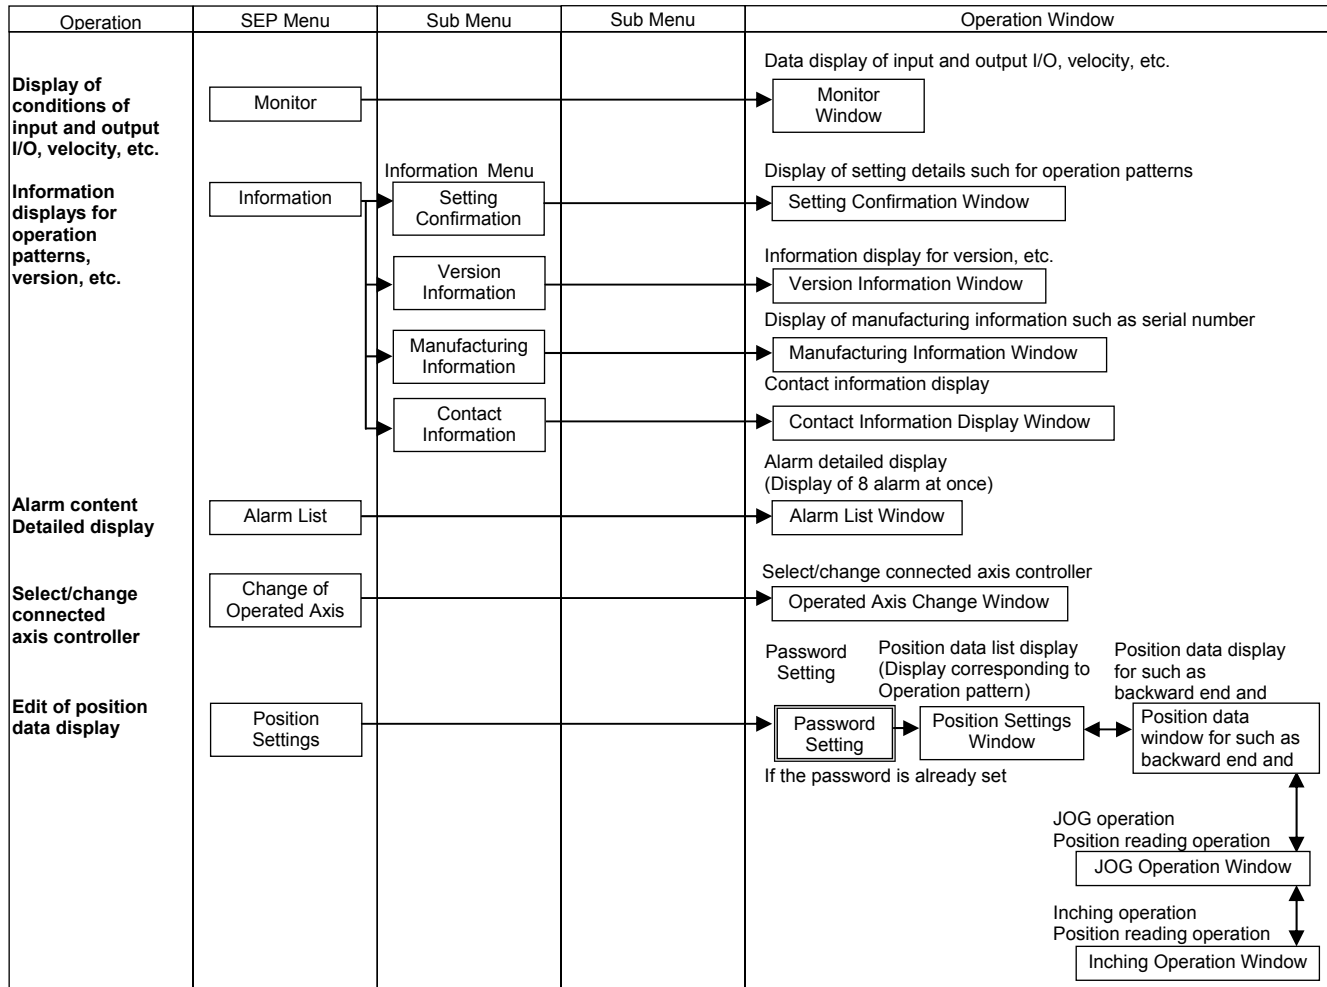 Operation
SEP Menu
Sub Menu
Sub Menu
Operation Window
Display of
conditions of
input and output
I/O, velocity, etc.
Monitor
Data display of input and output I/O, velocity, etc.
Monitor
Window
Information
displays for
operation
patterns,
version, etc.
Information
Information Menu
Setting
Confirmation
Display of setting details such for operation patterns
Setting Confirmation Window
Version
Information
Information display for version, etc.
Version Information Window
Manufacturing
Information
Display of manufacturing information such as serial number
Manufacturing Information Window
Contact
Information
Contact information display
Contact Information Display Window
Alarm content
Detailed display
Alarm List
Alarm detailed display
(Display of 8 alarm at once)
Alarm List Window
Select/change
connected
axis controller
Change of
Operated Axis
Select/change connected axis controller
Operated Axis Change Window
Edit of position
data display
Position
Settings
Password
Setting
Password
Setting
If the password is already set
Position data list display
(Display corresponding to
Operation pattern)
Position Settings
Window
Position data display
for such as
backward end and
Position data
window for such as
backward end and
JOG operation
Position reading operation
JOG Operation Window
Inching operation
Position reading operation
Inching Operation Window